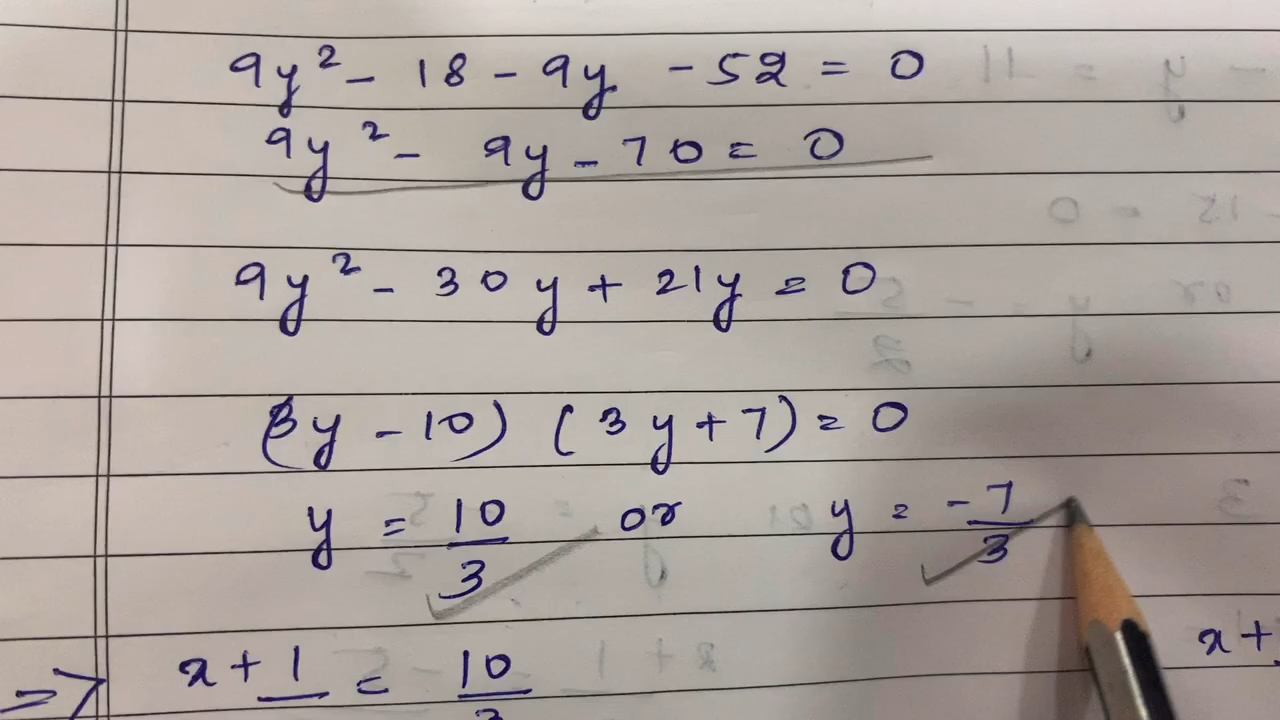 9y² - 18 - 9y - 52 = 0
9y² - 9y - 70 = 0
9y² - 30y + 21y = 0
(3y - 10) (3y + 7) = 0
y = 10/3 or y = -7/3
=> x + 1 = 10/3 x +